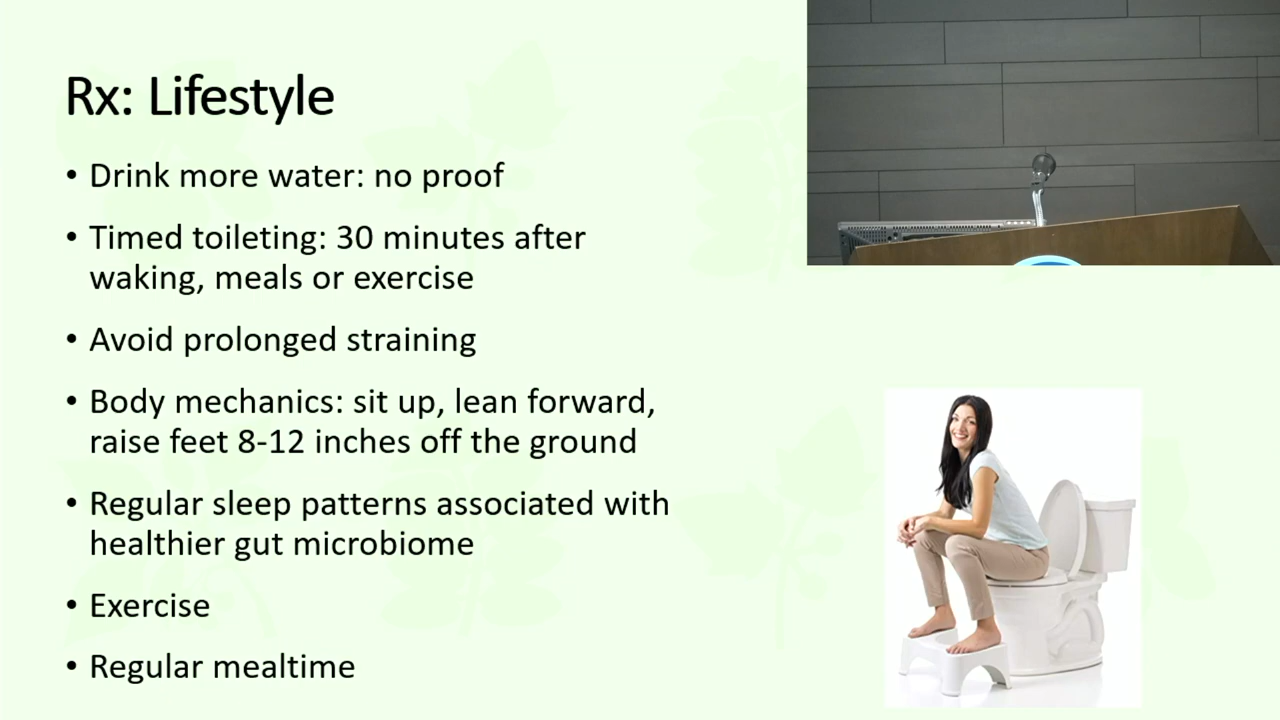 Rx: Lifestyle
• Drink more water: no proof
• Timed toileting: 30 minutes after
waking, meals or exercise
• Avoid prolonged straining
• Body mechanics: sit up, lean forward,
raise feet 8-12 inches off the ground
• Regular sleep patterns associated with
healthier gut microbiome
• Exercise
• Regular mealtime